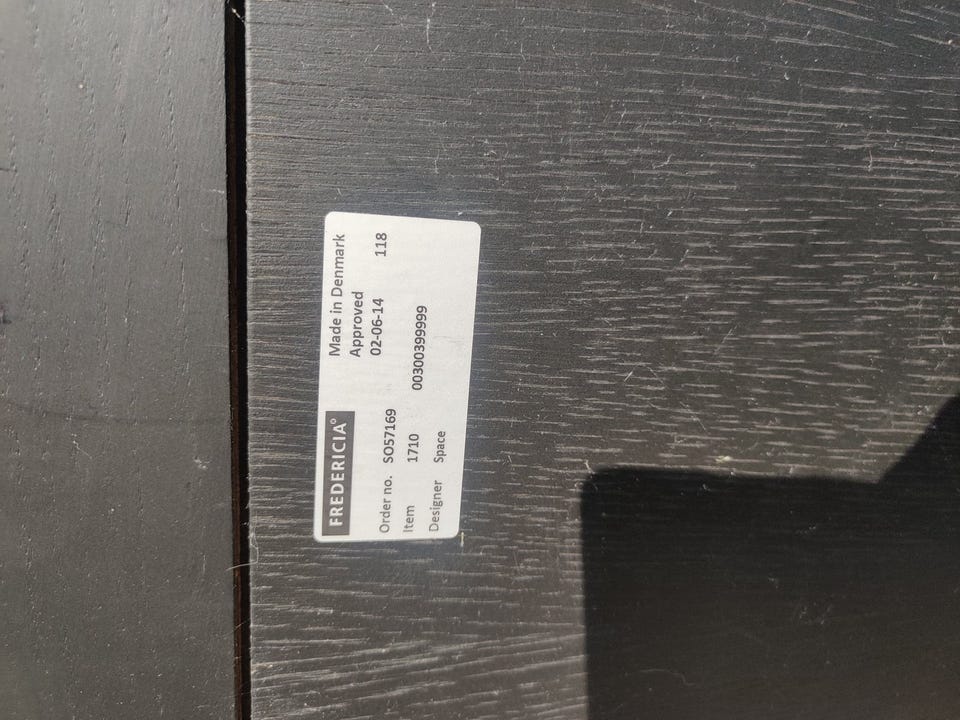 FREDERICIA®
Made in Denmark
Approved
Order no. SO57169 02-06-14 118
Item 1710 00300399999
Designer Space